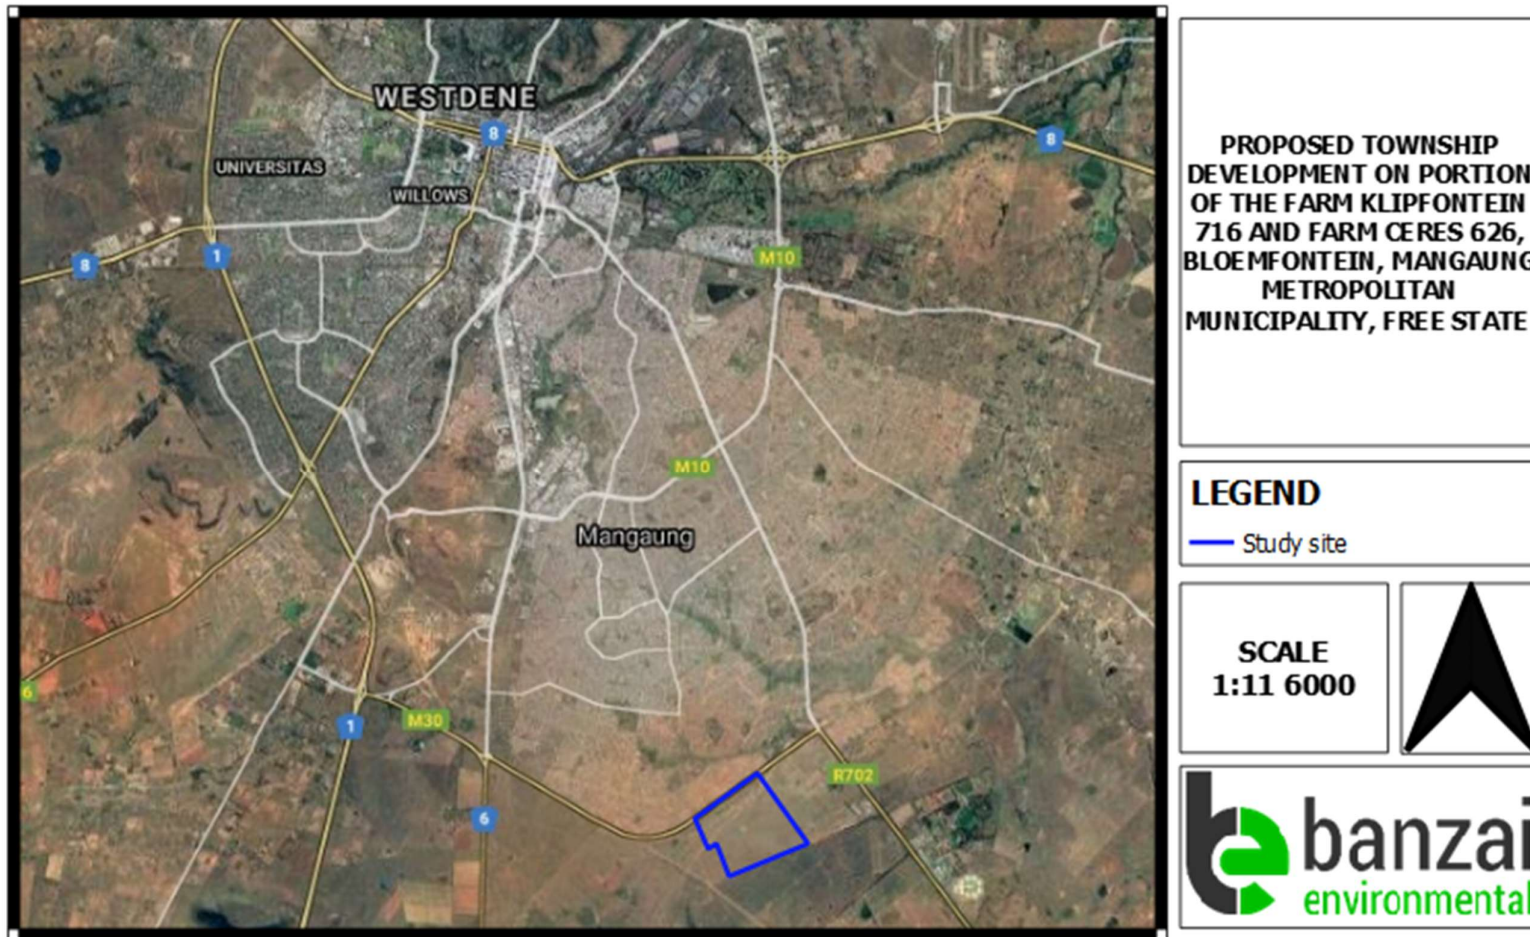 WESTDENE
8
8
UNIVERSITAS
WILLOWS
8
1
M10
M10
Mangaung
6
1
M30
6
R702
PROPOSED TOWNSHIP
DEVELOPMENT ON PORTION
OF THE FARM KLIPFONTEIN
716 AND FARM CERES 626,
BLOEMFONTEIN, MANGAUNG
METROPOLITAN
MUNICIPALITY, FREE STATE
LEGEND
Study site
SCALE
1:11 6000
banzai
environmental